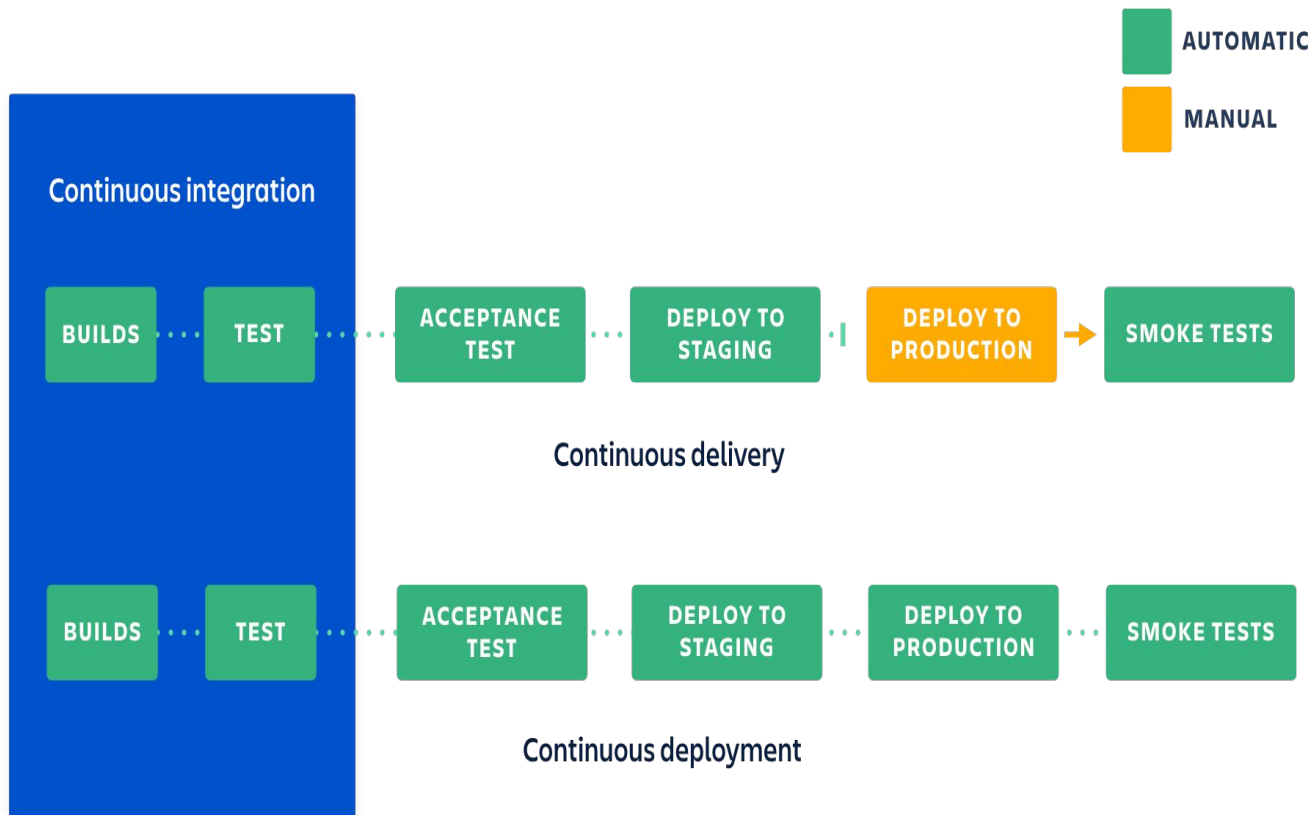 AUTOMATIC
MANUAL
Continuous integration
BUILDS
TEST
ACCEPTANCE
TEST
DEPLOY TO
STAGING
DEPLOY TO
PRODUCTION
SMOKE TESTS
Continuous delivery
BUILDS
TEST
ACCEPTANCE
TEST
DEPLOY TO
STAGING
DEPLOY TO
PRODUCTION
SMOKE TESTS
Continuous deployment